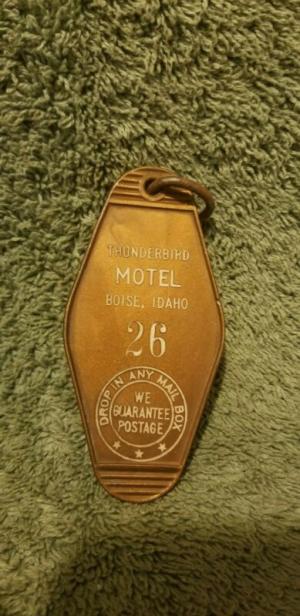 THUNDERBIRD
MOTEL
BOISE, IDAHO
26
DROP IN ANY MAIL BOX
WE
GUARANTEE
POSTAGE